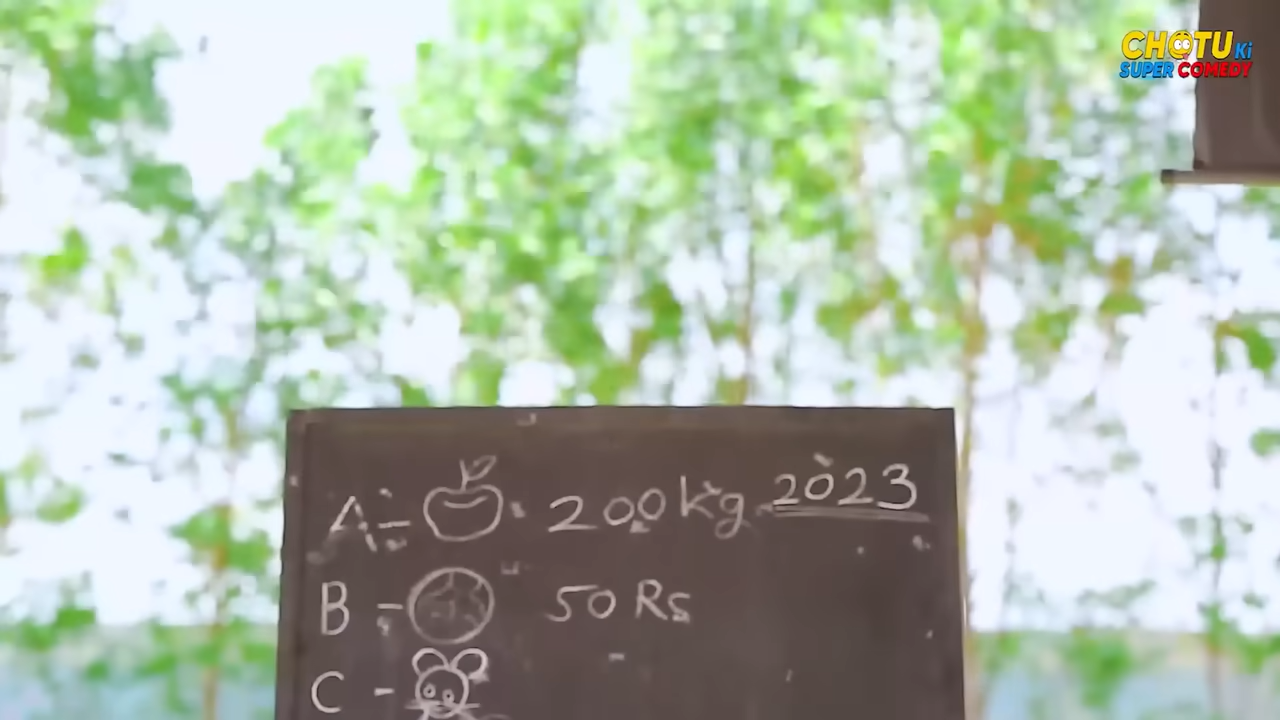 CHOTU Ki
SUPER COMEDY
A - 200 kg 2023
B - 50 Rs
C -